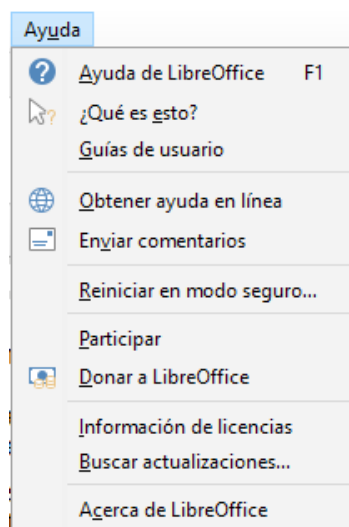 Ayuda
Ayuda de LibreOffice F1
¿Qué es esto?
Guías de usuario
Obtener ayuda en línea
Enviar comentarios
Reiniciar en modo seguro...
Participar
Donar a LibreOffice
Información de licencias
Buscar actualizaciones...
Acerca de LibreOffice